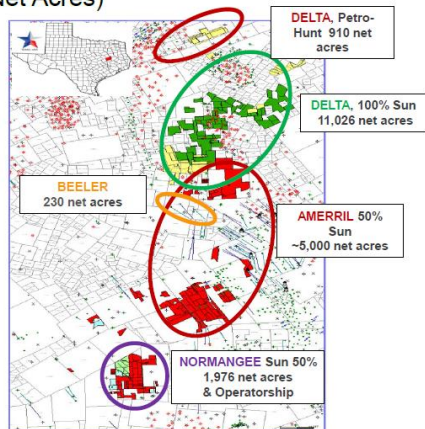 et Acres)
DELTA, Petro-
Hunt 910 net
acres
DELTA, 100% Sun
11,026 net acres
BEELER
230 net acres
AMERRIL 50%
Sun
~5,000 net acres
NORMANGEE Sun 50%
1,976 net acres
& Operatorship